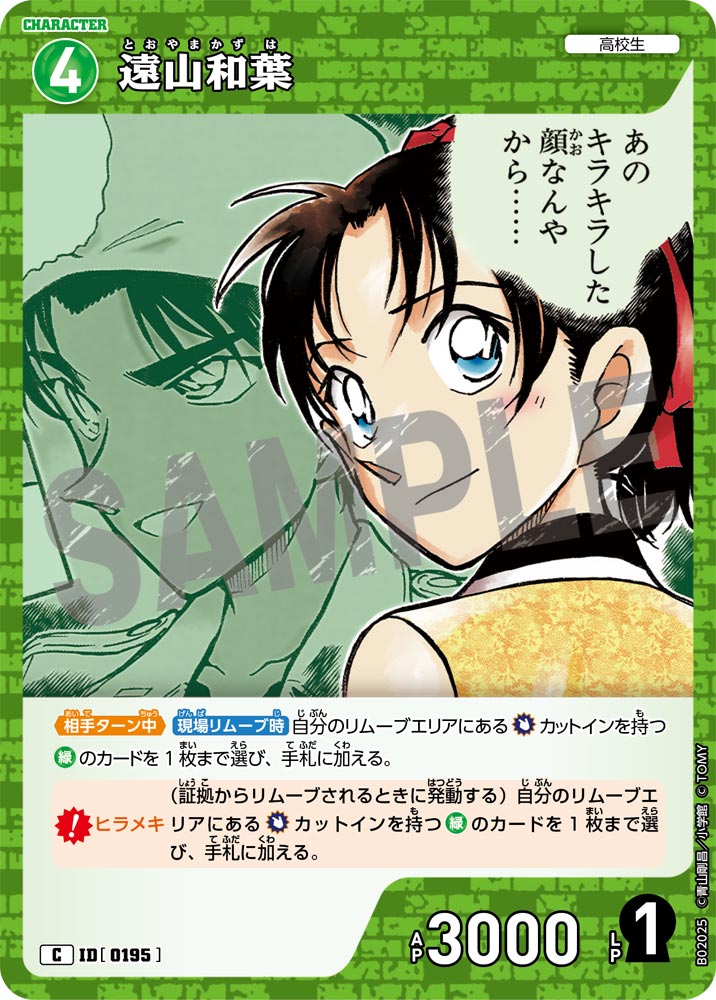 CHARACTER
4
とおやまかずは
遠山和葉
高校生
あの
キラキラした
顔なんや
かお
から……
SAMPLE
相手ターン中 現場リムーブ時 自分のリムーブエリアにある カットインを持つ
緑 のカードを1枚まで選び、手札に加える。
(証拠からリムーブされるときに発動する) 自分のリムーブエ
ヒラメキ リアにある カットインを持つ 緑 のカードを1枚まで選
び、手札に加える。
C ID[ 0195 ]
AP 3000
LP 1
B02025 ©青山剛昌/小学館 © TOMY